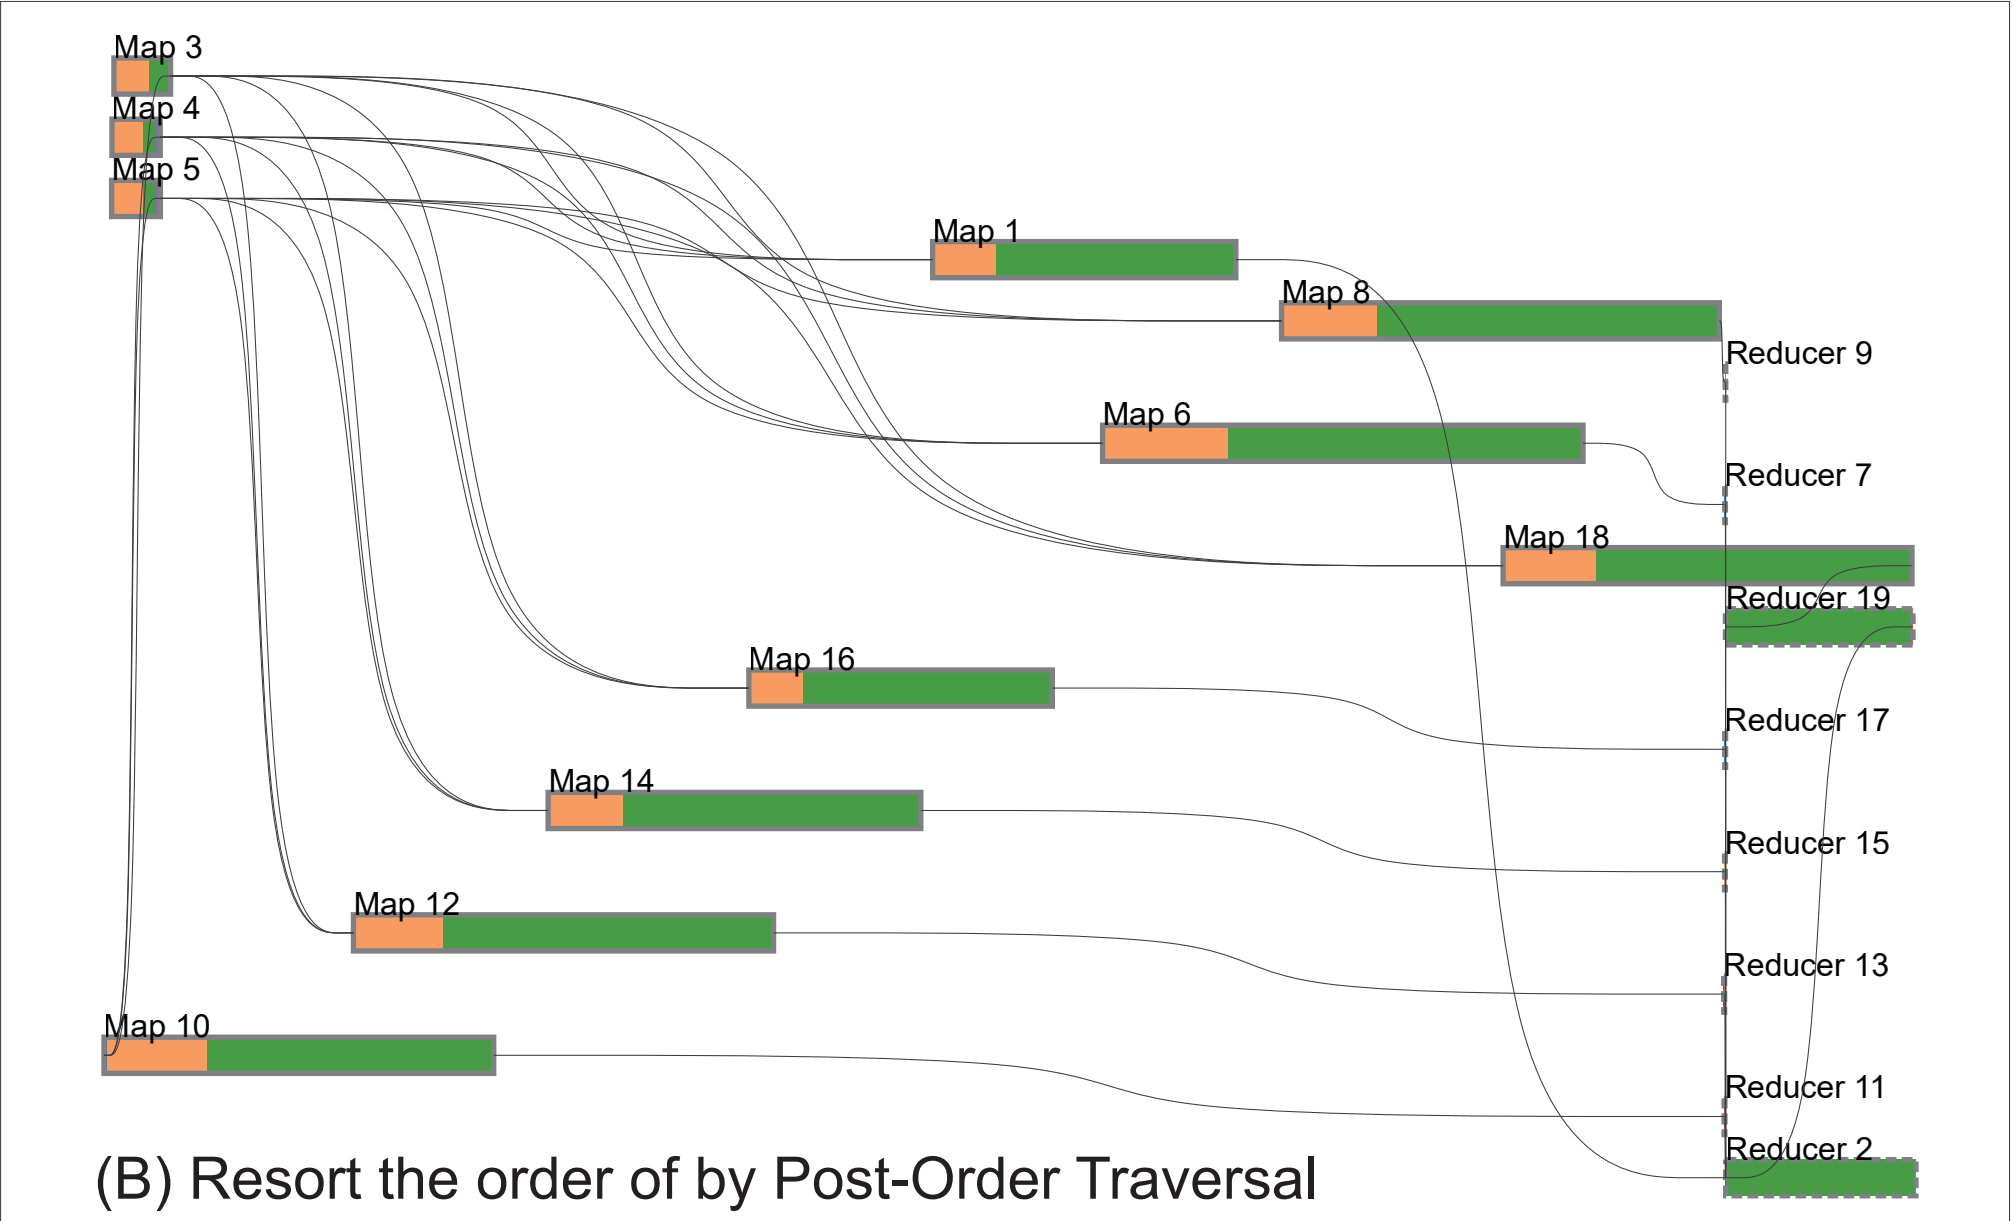 Map 3
Map 4
Map 5
Map 1
Map 8
Reducer 9
Map 6
Reducer 7
Map 18
Reducer 19
Map 16
Reducer 17
Map 14
Reducer 15
Map 12
Reducer 13
Map 10
Reducer 11
Reducer 2
(B) Resort the order of by Post-Order Traversal